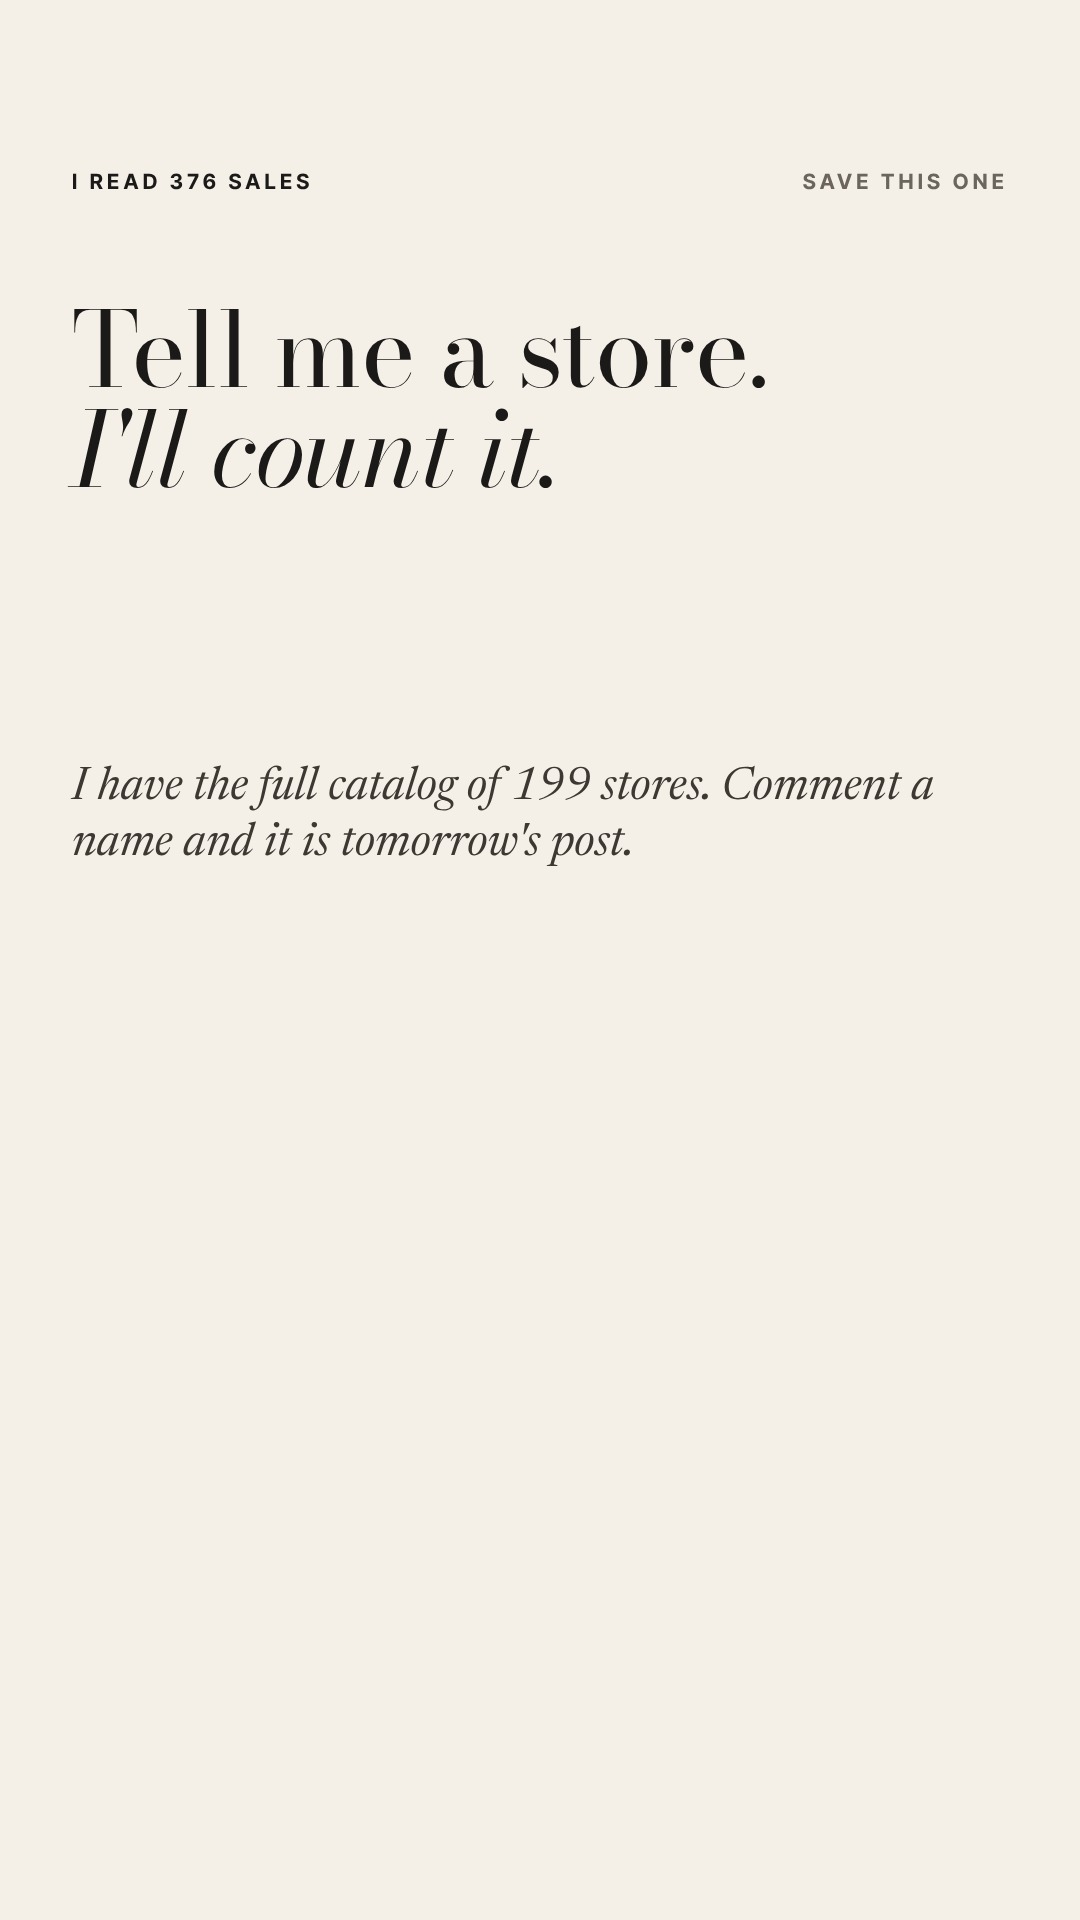 I READ 376 SALES
SAVE THIS ONE
Tell me a store.
I'll count it.
I have the full catalog of 199 stores. Comment a
name and it is tomorrow's post.